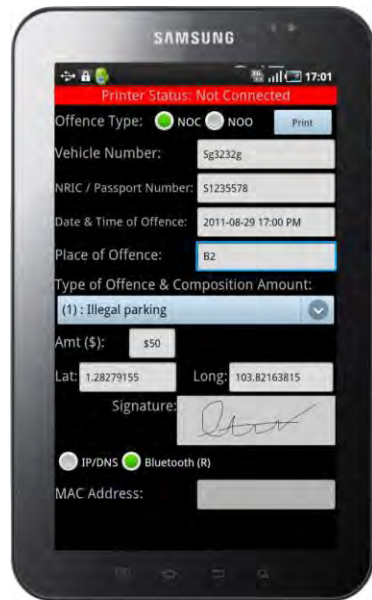 SAMSUNG
17:01
Printer Status: Not Connected
Offence Type: NOC NOO Print
Vehicle Number: Sg3232g
NRIC / Passport Number: S1235578
Date & Time of Offence: 2011-08-29 17:00 PM
Place of Offence: B2
Type of Offence & Composition Amount:
(1) : Illegal parking
Amt ($): $50
Lat: 1.28279155 Long: 103.82163815
Signature:
IP/DNS Bluetooth (R)
MAC Address: